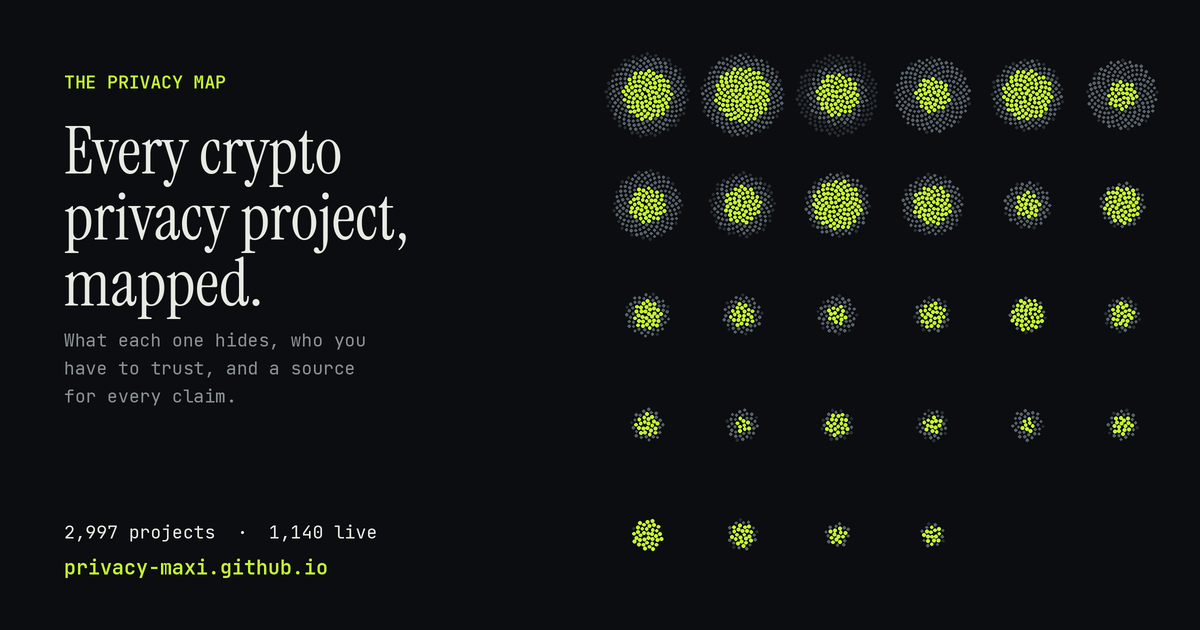 THE PRIVACY MAP
Every crypto
privacy project,
mapped.
What each one hides, who you
have to trust, and a source
for every claim.
2,997 projects · 1,140 live
privacy-maxi.github.io